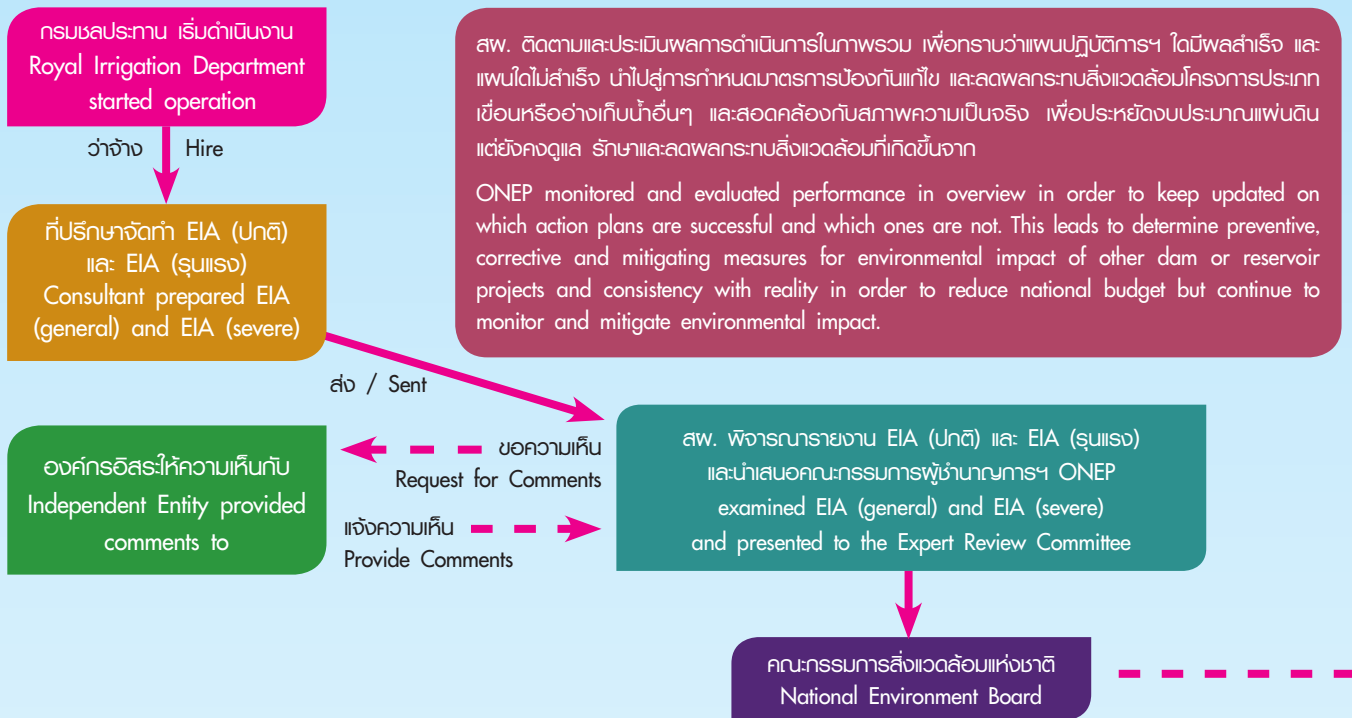 กรมชลประทาน เริ่มดำเนินงาน
Royal Irrigation Department
started operation
ว่าจ้าง Hire
ที่ปรึกษาจัดทำ EIA (ปกติ)
และ EIA (รุนแรง)
Consultant prepared EIA
(general) and EIA (severe)
สผ. ติดตามและประเมินผลการดำเนินการในภาพรวม เพื่อทราบว่าแผนปฏิบัติการฯ ใดมีผลสำเร็จ และ
แผนใดไม่สำเร็จ นำไปสู่การกำหนดมาตรการป้องกันแก้ไข และลดผลกระทบสิ่งแวดล้อมโครงการประเภท
เขื่อนหรืออ่างเก็บน้ำอื่นๆ และสอดคล้องกับสภาพความเป็นจริง เพื่อประหยัดงบประมาณแผ่นดิน
แต่ยังคงดูแล รักษาและลดผลกระทบสิ่งแวดล้อมที่เกิดขึ้นจาก
ONEP monitored and evaluated performance in overview in order to keep updated on
which action plans are successful and which ones are not. This leads to determine preventive,
corrective and mitigating measures for environmental impact of other dam or reservoir
projects and consistency with reality in order to reduce national budget but continue to
monitor and mitigate environmental impact.
ส่ง / Sent
องค์กรอิสระให้ความเห็นกับ
Independent Entity provided
comments to
ขอความเห็น
Request for Comments
แจ้งความเห็น
Provide Comments
สผ. พิจารณารายงาน EIA (ปกติ) และ EIA (รุนแรง)
และนำเสนอคณะกรรมการผู้ชำนาญการฯ ONEP
examined EIA (general) and EIA (severe)
and presented to the Expert Review Committee
คณะกรรมการสิ่งแวดล้อมแห่งชาติ
National Environment Board